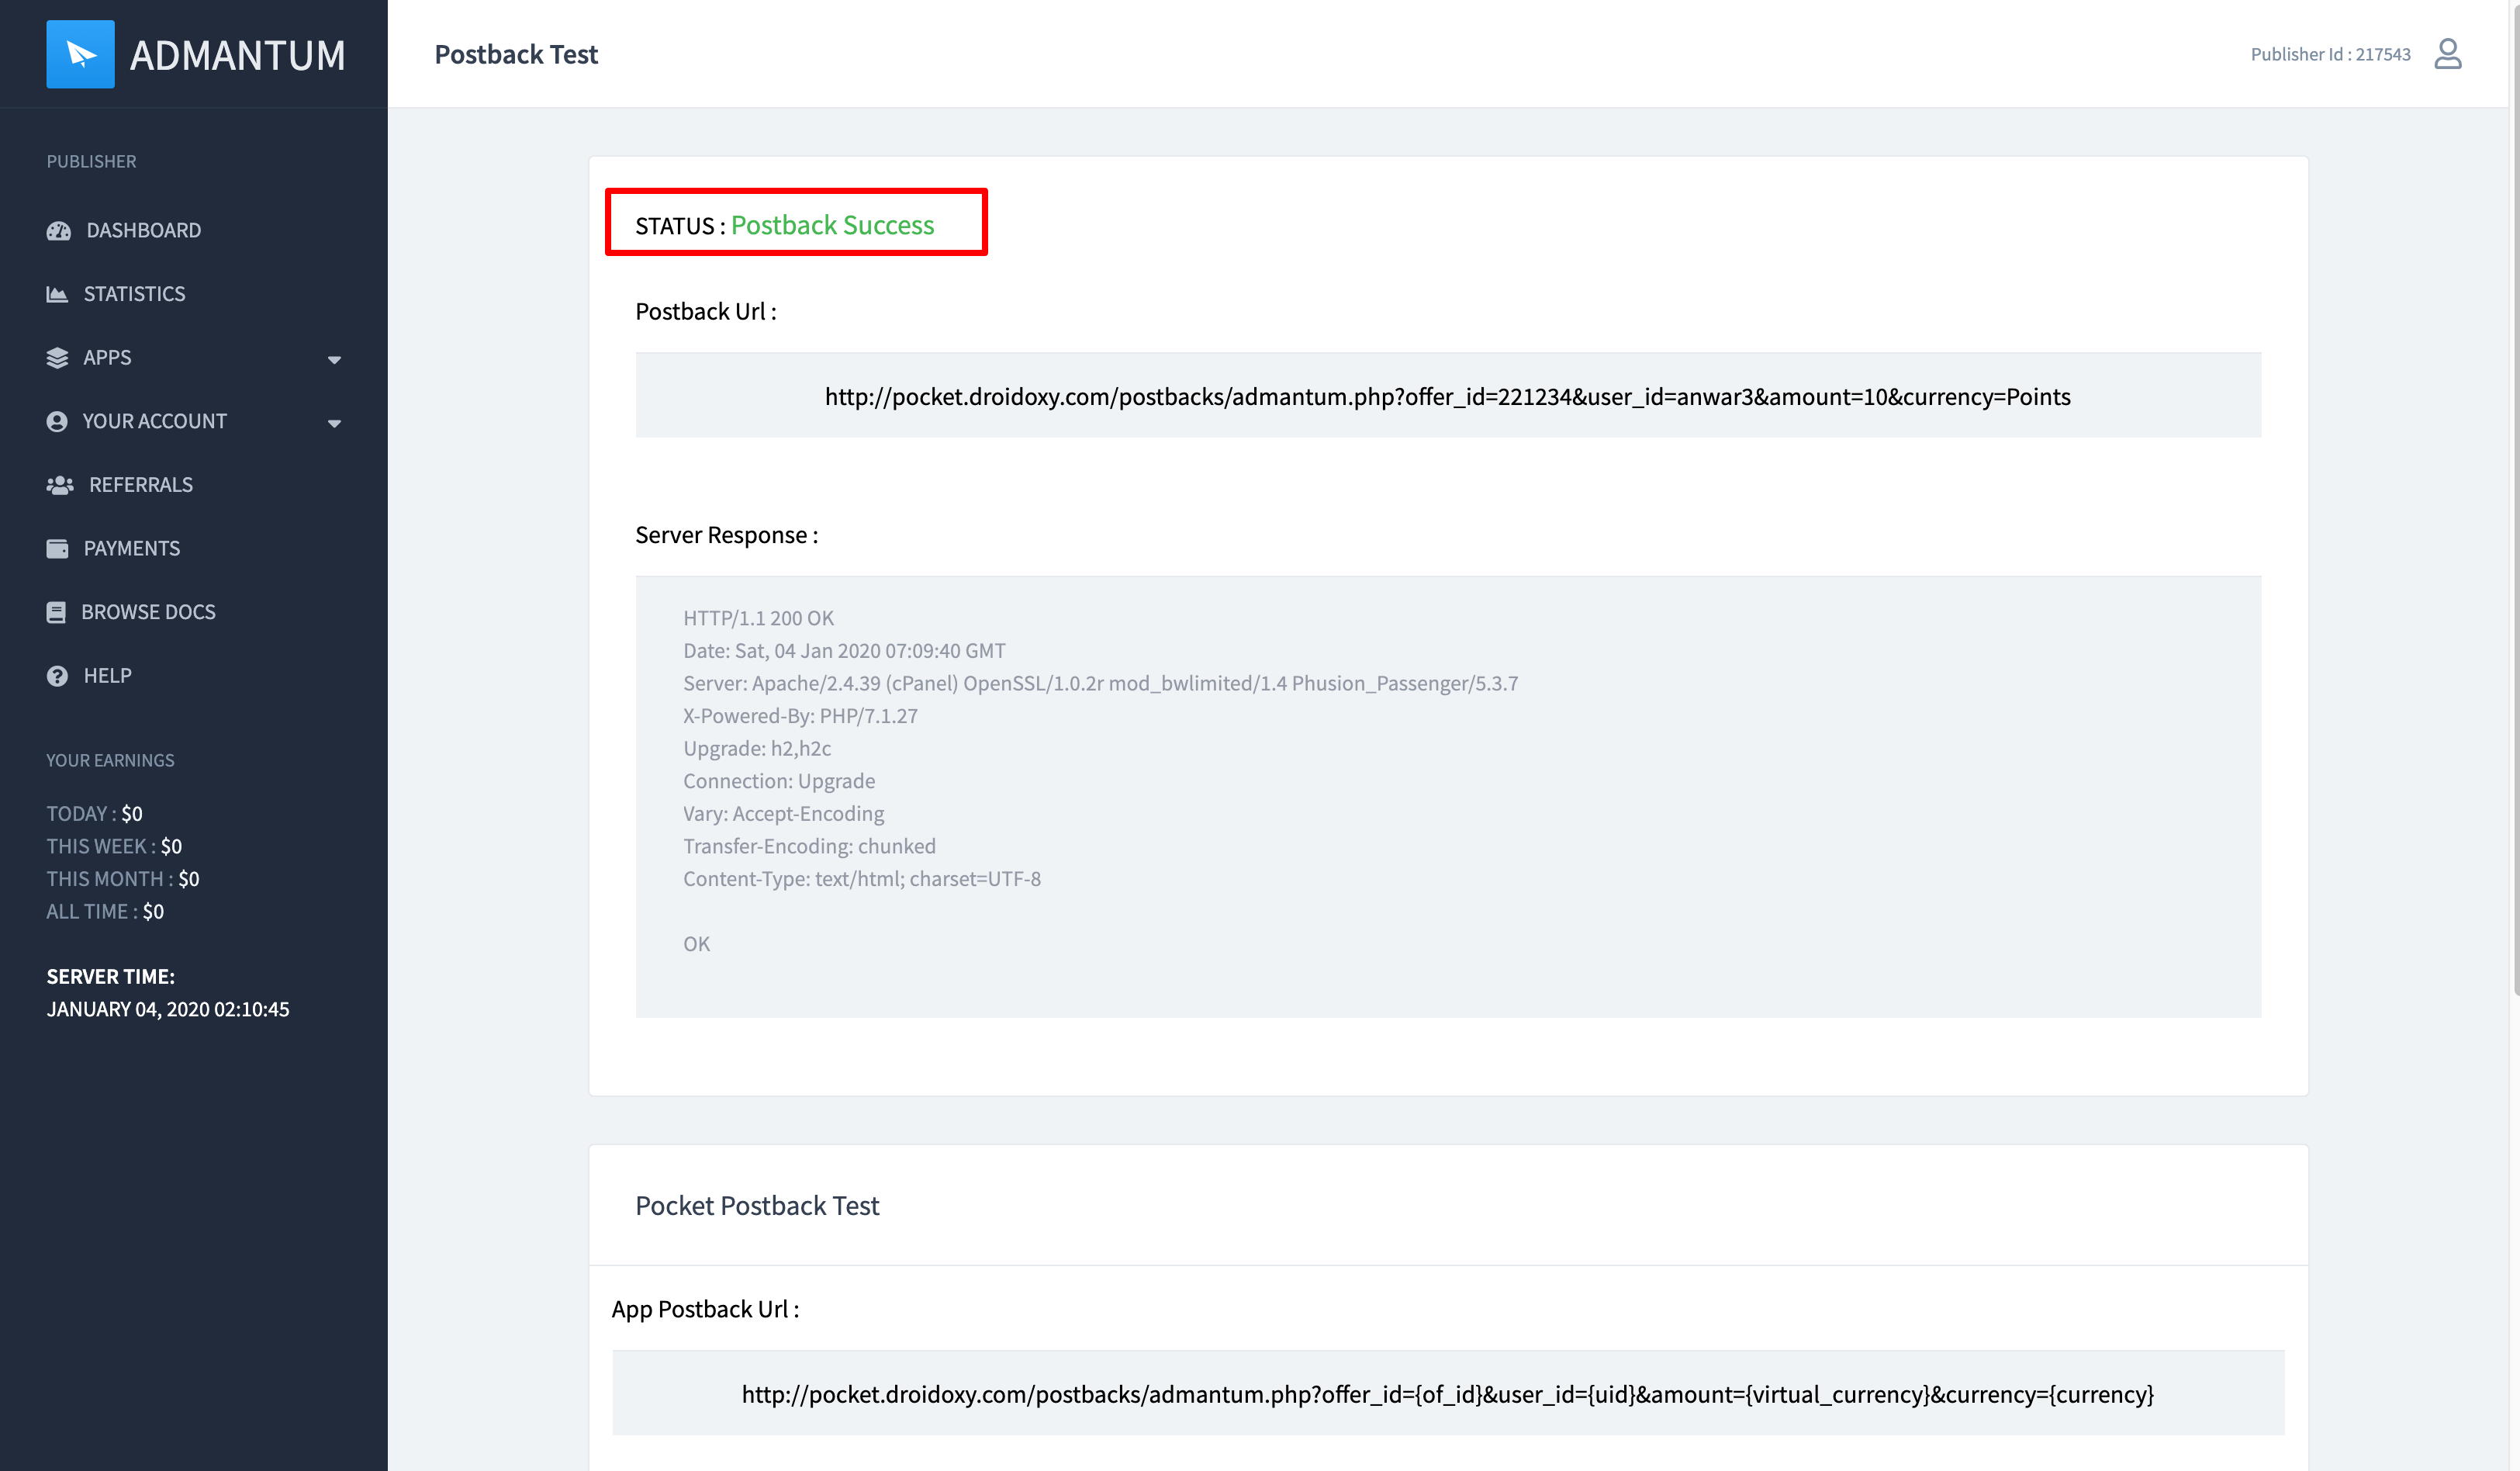 ADMANTUM
Postback Test
Publisher Id : 217543
PUBLISHER
DASHBOARD
STATISTICS
APPS
YOUR ACCOUNT
REFERRALS
PAYMENTS
BROWSE DOCS
HELP
YOUR EARNINGS
TODAY : $0
THIS WEEK : $0
THIS MONTH : $0
ALL TIME : $0
SERVER TIME:
JANUARY 04, 2020 02:10:45
STATUS : Postback Success
Postback Url :
http://pocket.droidoxy.com/postbacks/admantum.php?offer_id=221234&user_id=anwar3&amount=10&currency=Points
Server Response :
HTTP/1.1 200 OK
Date: Sat, 04 Jan 2020 07:09:40 GMT
Server: Apache/2.4.39 (cPanel) OpenSSL/1.0.2r mod_bwlimited/1.4 Phusion_Passenger/5.3.7
X-Powered-By: PHP/7.1.27
Upgrade: h2,h2c
Connection: Upgrade
Vary: Accept-Encoding
Transfer-Encoding: chunked
Content-Type: text/html; charset=UTF-8
OK
Pocket Postback Test
App Postback Url :
http://pocket.droidoxy.com/postbacks/admantum.php?offer_id={of_id}&user_id={uid}&amount={virtual_currency}&currency={currency}